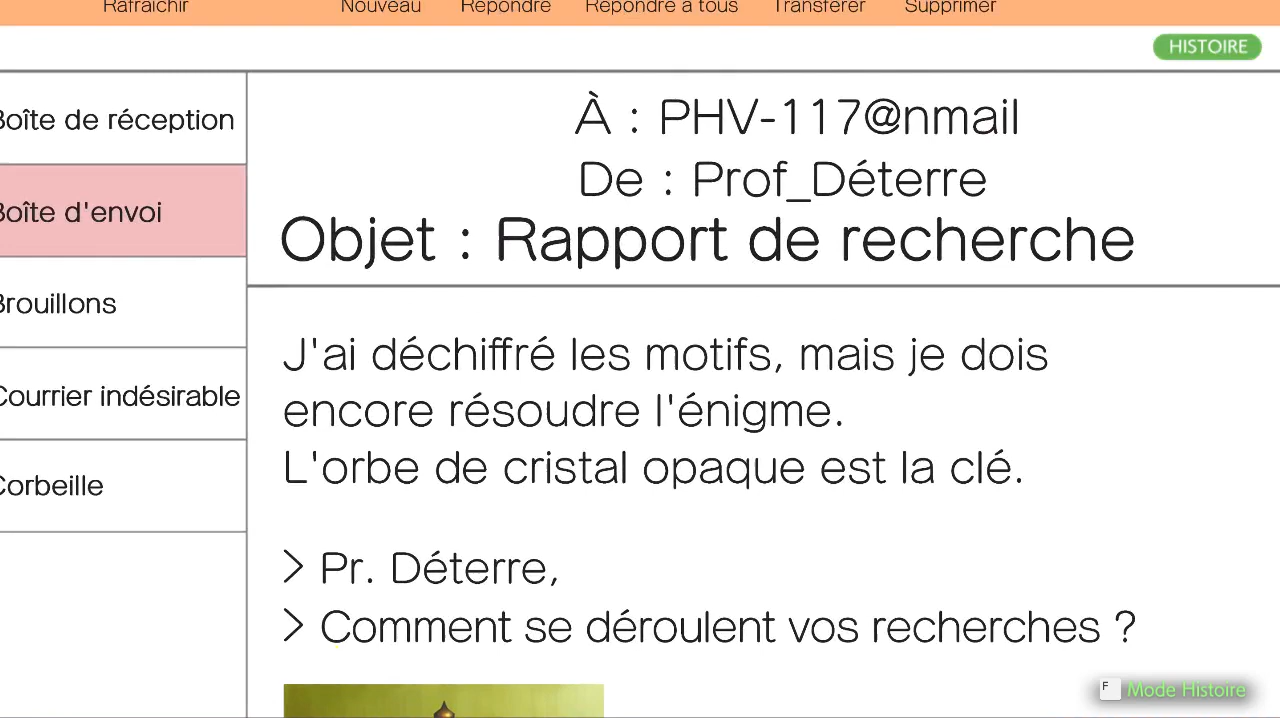 Rafraîchir Nouveau Répondre Répondre à tous Transférer Supprimer
HISTOIRE
Boîte de réception
Boîte d'envoi
Brouillons
Courrier indésirable
Corbeille
À : PHV-117@nmail
De : Prof_Déterre
Objet : Rapport de recherche
J'ai déchiffré les motifs, mais je dois
encore résoudre l'énigme.
L'orbe de cristal opaque est la clé.
> Pr. Déterre,
> Comment se déroulent vos recherches ?
F Mode Histoire